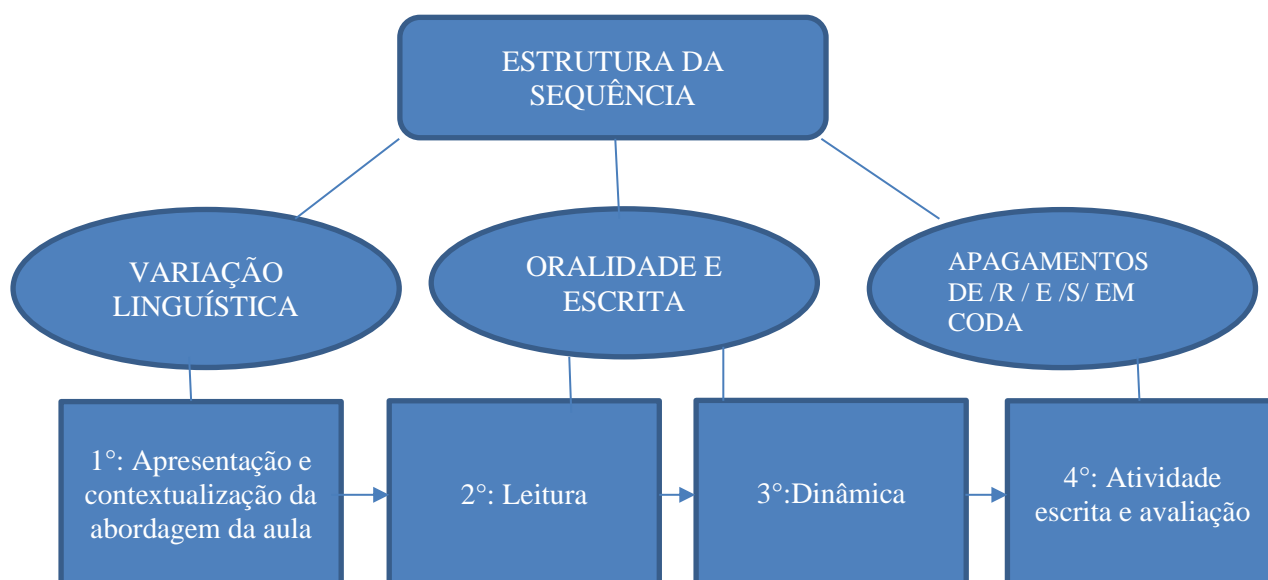 ESTRUTURA DA
SEQUÊNCIA
VARIAÇÃO
LINGUÍSTICA
ORALIDADE E
ESCRITA
APAGAMENTOS
DE /R / E /S/ EM
CODA
1°: Apresentação e
contextualização da
abordagem da aula
2°: Leitura
3°:Dinâmica
4°: Atividade
escrita e avaliação